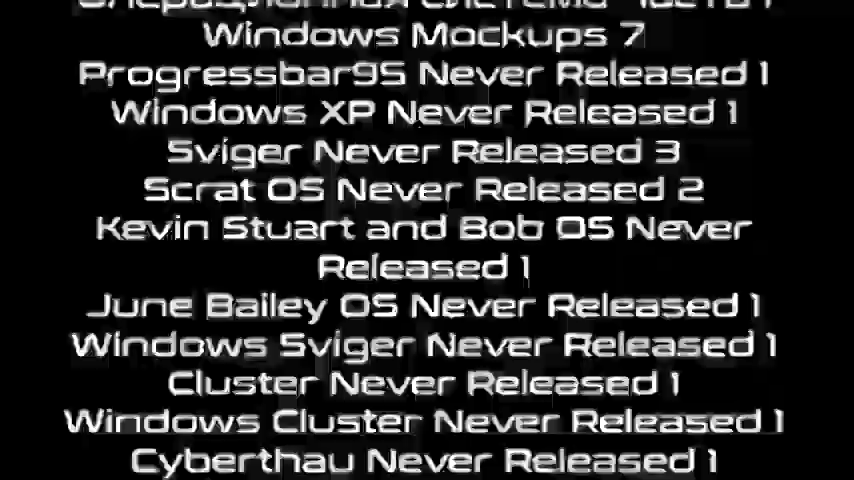 Windows Mockups 7
Progressbar95 Never Released 1
Windows XP Never Released 1
Sviger Never Released 3
Scrat OS Never Released 2
Kevin Stuart and Bob OS Never
Released 1
June Bailey OS Never Released 1
Windows Sviger Never Released 1
Cluster Never Released 1
Windows Cluster Never Released 1
Cyberthau Never Released 1